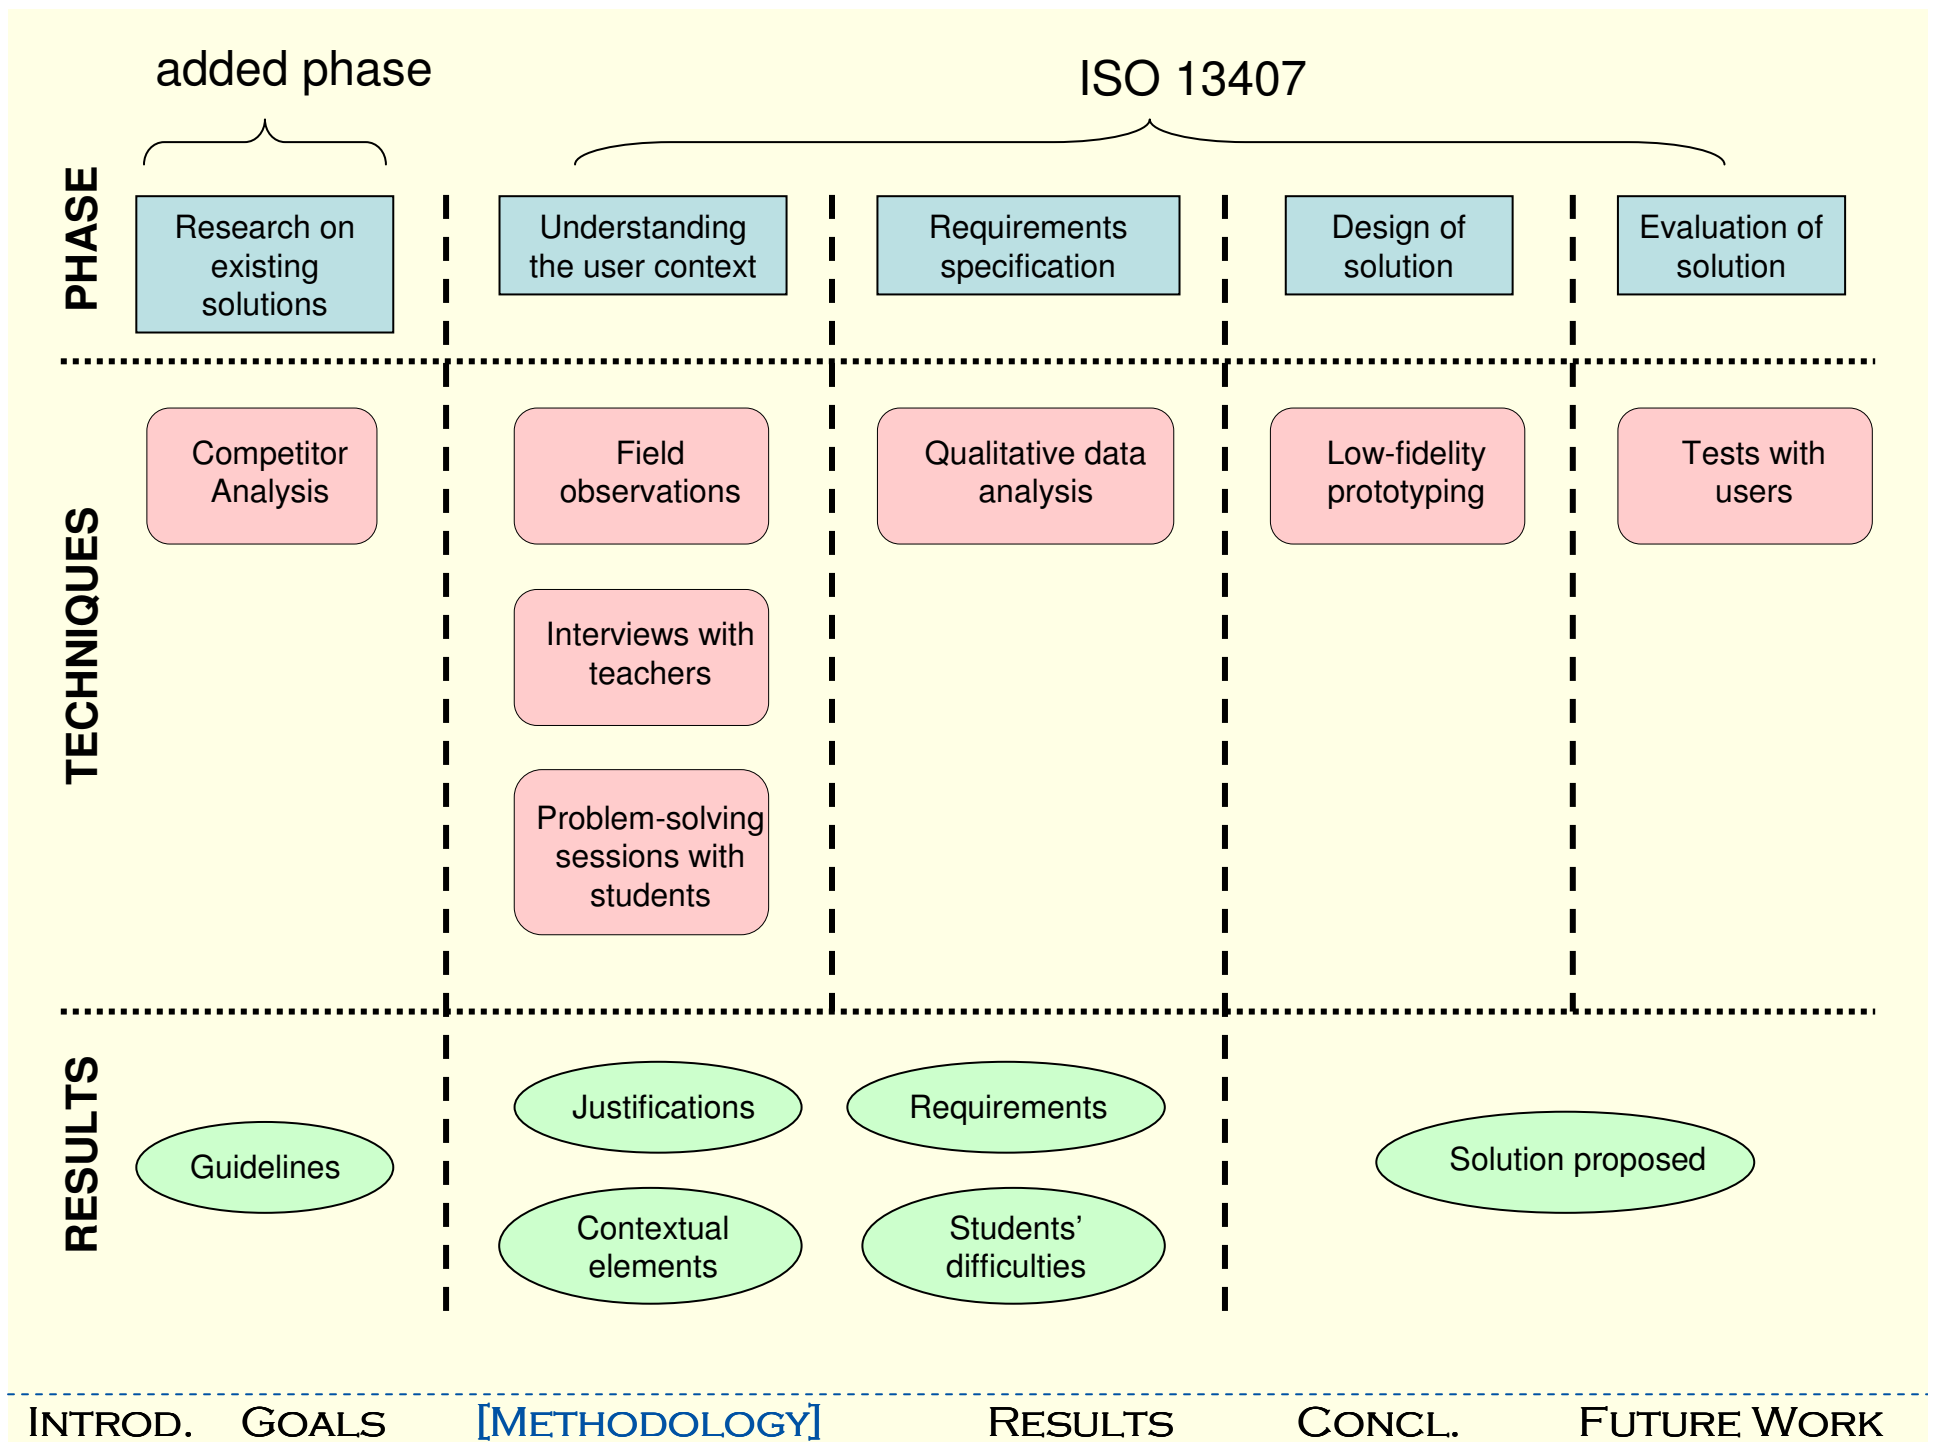 added phase
ISO 13407
PHASE
Research on
existing
solutions
Understanding
the user context
Requirements
specification
Design of
solution
Evaluation of
solution
TECHNIQUES
Competitor
Analysis
Field
observations
Interviews with
teachers
Problem-solving
sessions with
students
Qualitative data
analysis
Low-fidelity
prototyping
Tests with
users
RESULTS
Guidelines
Justifications
Requirements
Contextual
elements
Students’
difficulties
Solution proposed
INTROD. GOALS [METHODOLOGY] RESULTS CONCL. FUTURE WORK